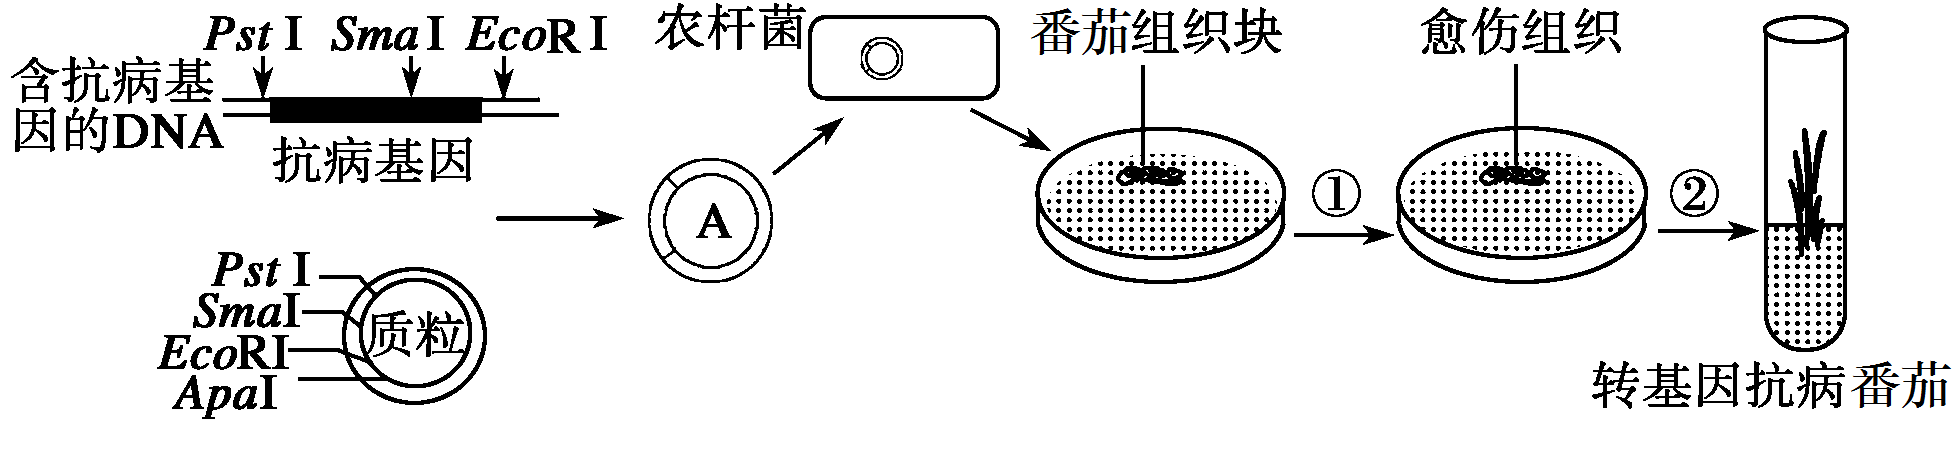 Pst I SmaI EcoR I
含抗病基
因的DNA
抗病基因
Pst I
SmaI
EcoRI
ApaI
质粒
A
农杆菌
番茄组织块
①
愈伤组织
②
转基因抗病番茄